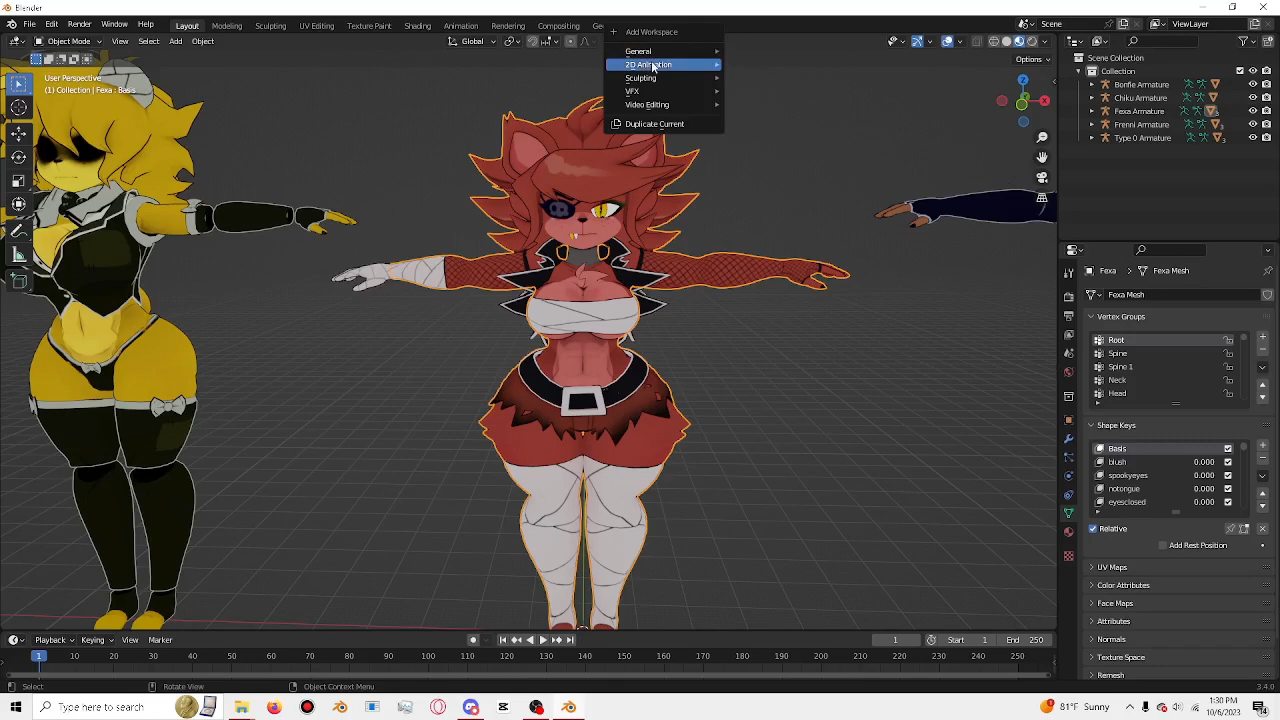 Blender
File Edit Render Window Help Layout Modeling Sculpting UV Editing Texture Paint Shading Animation Rendering Compositing Ge
Scene ViewLayer
Object Mode View Select Add Object Global
Options
User Perspective
(1) Collection | Fexa : Basis
Add Workspace
General
2D Animation
Sculpting
VFX
Video Editing
Duplicate Current
X
Z
Scene Collection
Collection
Bonfie Armature
Chiku Armature
Fexa Armature
Frenni Armature
Type 0 Armature
3
3
Fexa Fexa Mesh
Fexa Mesh
Vertex Groups
Root
Spine
Spine 1
Neck
Head
Shape Keys
Basis
blush 0.000
spookyeyes 0.000
notongue 0.000
eyesclosed 0.000
Relative
Add Rest Position
UV Maps
Color Attributes
Face Maps
Attributes
Normals
Texture Space
Remesh
Playback Keying View Marker 1 Start 1 End 250
1 10 20 30 40 50 60 70 80 90 100 110 120 130 140 150 160 170 180 190 200 210 220 230 240 250
Select Rotate View Object Context Menu 3.4.0
Type here to search
81°F Sunny
1:30 PM
10/6/2023